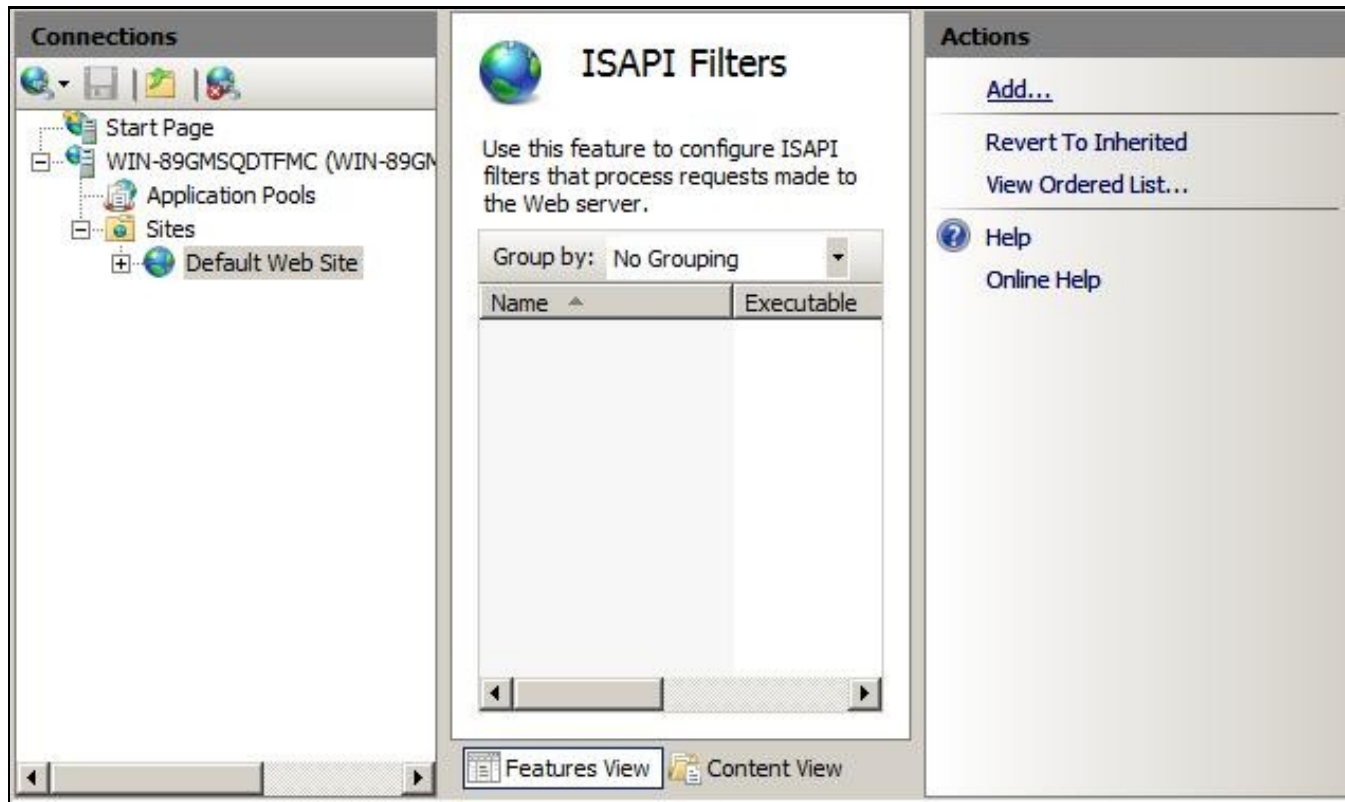 Connections
Start Page
WIN-89GMSQDTFMC (WIN-89GM
Application Pools
Sites
Default Web Site
ISAPI Filters
Use this feature to configure ISAPI
filters that process requests made to
the Web server.
Group by: No Grouping
Name Executable
Features View Content View
Actions
Add...
Revert To Inherited
View Ordered List...
Help
Online Help